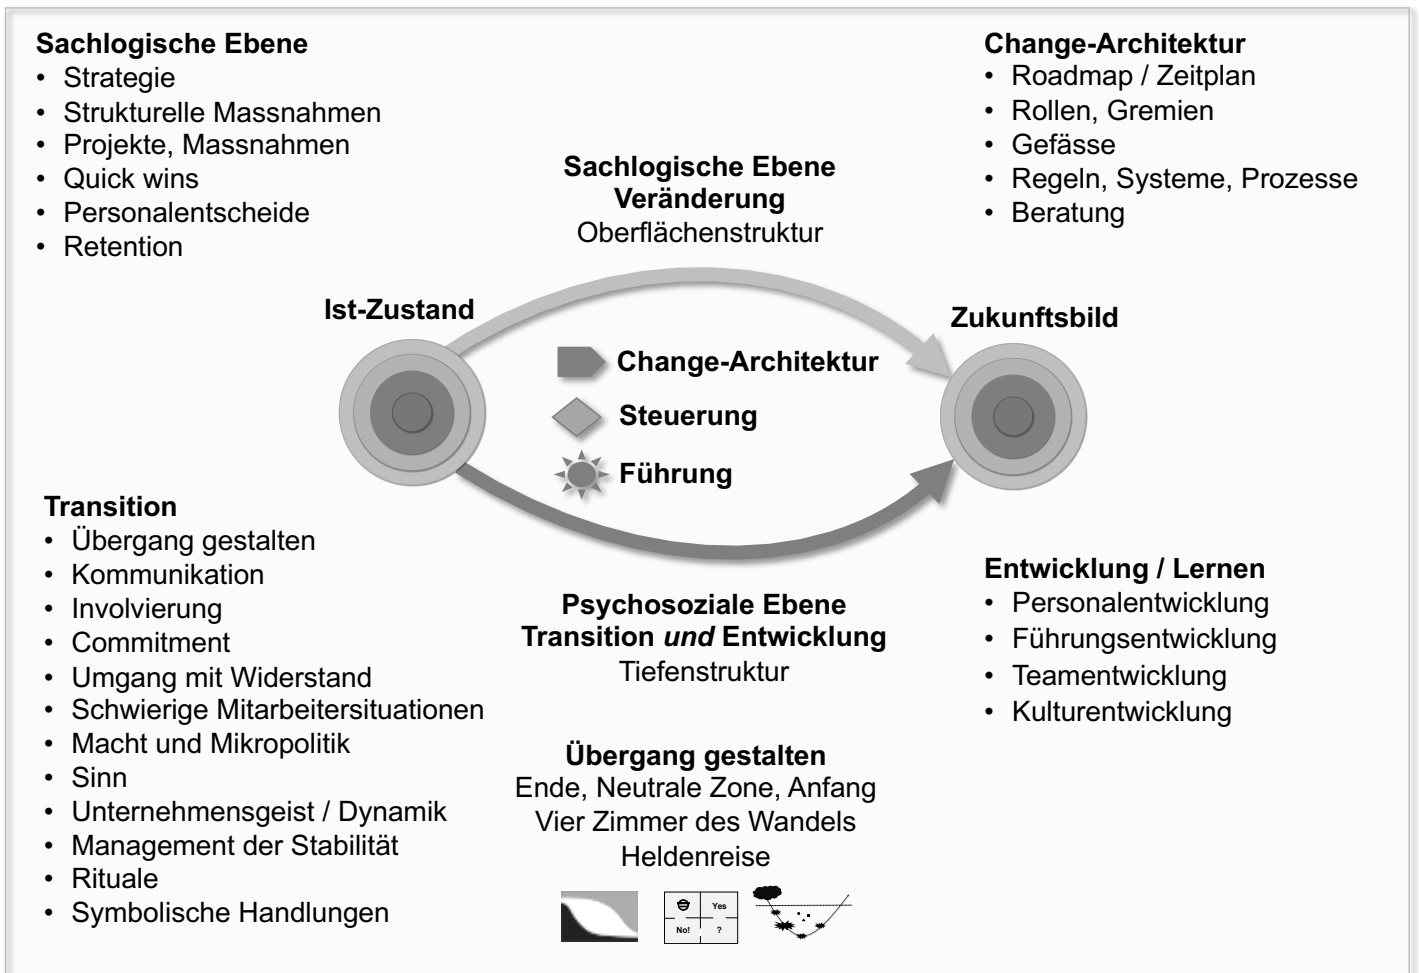 Sachlogische Ebene
• Strategie
• Strukturelle Massnahmen
• Projekte, Massnahmen
• Quick wins
• Personalentscheide
• Retention
Change-Architektur
• Roadmap / Zeitplan
• Rollen, Gremien
• Gefässe
• Regeln, Systeme, Prozesse
• Beratung
Sachlogische Ebene
Veränderung
Oberflächenstruktur
Ist-Zustand
Zukunftsbild
Change-Architektur
Steuerung
Führung
Transition
• Übergang gestalten
• Kommunikation
• Involvierung
• Commitment
• Umgang mit Widerstand
• Schwierige Mitarbeitersituationen
• Macht und Mikropolitik
• Sinn
• Unternehmensgeist / Dynamik
• Management der Stabilität
• Rituale
• Symbolische Handlungen
Psychosoziale Ebene
Transition und Entwicklung
Tiefenstruktur
Entwicklung / Lernen
• Personalentwicklung
• Führungsentwicklung
• Teamentwicklung
• Kulturentwicklung
Übergang gestalten
Ende, Neutrale Zone, Anfang
Vier Zimmer des Wandels
Heldenreise
Yes
No!
?